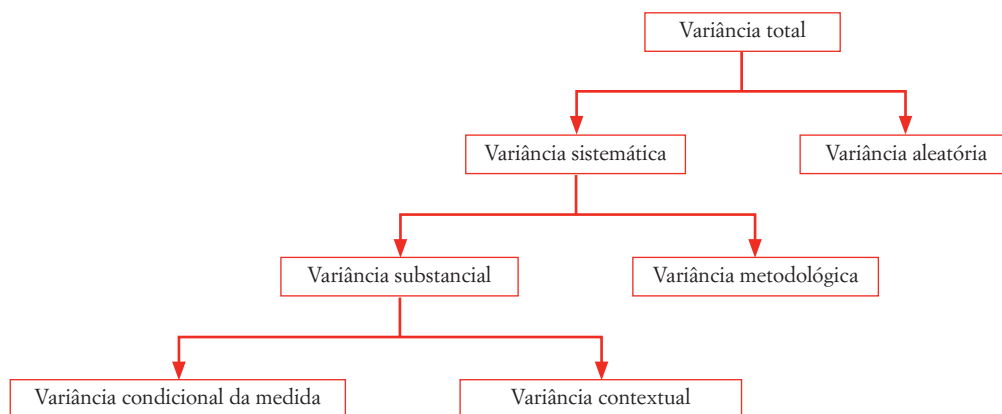 Variância total
Variância sistemática
Variância aleatória
Variância substancial
Variância metodológica
Variância condicional da medida
Variância contextual